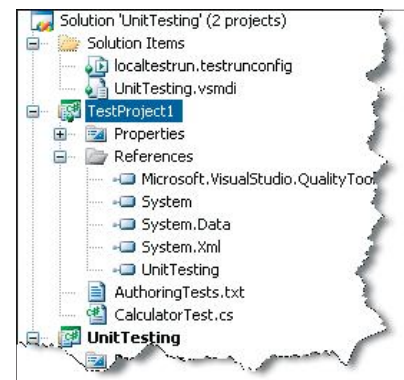 Solution 'UnitTesting' (2 projects)
Solution Items
localtestrun.testrunconfig
UnitTesting.vsmdi
TestProject1
Properties
References
Microsoft.VisualStudio.QualityTool
System
System.Data
System.Xml
UnitTesting
AuthoringTests.txt
CalculatorTest.cs
UnitTesting